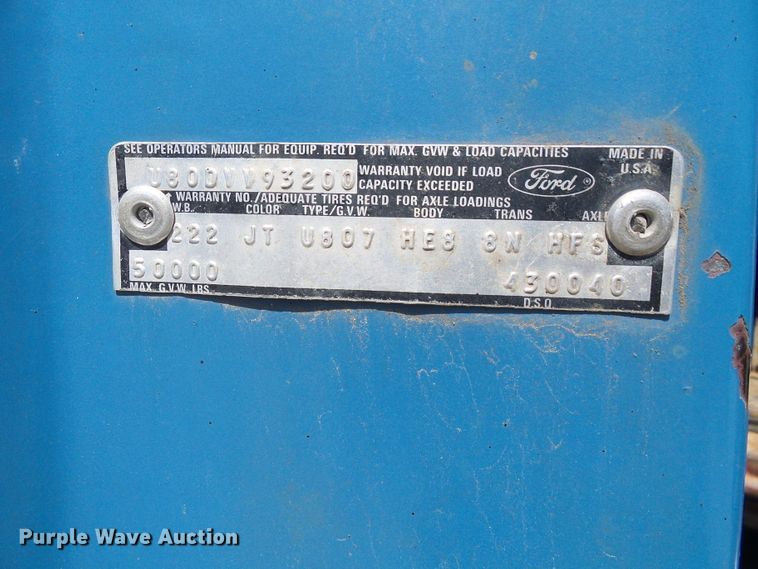 SEE OPERATORS MANUAL FOR EQUIP. REQ'D FOR MAX. GVW & LOAD CAPACITIES
MADE IN U.S.A.
U80DVV93200
WARRANTY VOID IF LOAD CAPACITY EXCEEDED
Ford
WARRANTY NO./ADEQUATE TIRES REQ'D FOR AXLE LOADINGS
W.B. COLOR TYPE/G.V.W. BODY TRANS AXLE
222 JT U807 HE8 8N HFS
50000 430040
MAX. G.V.W. LBS. D.S.O.
Purple Wave Auction